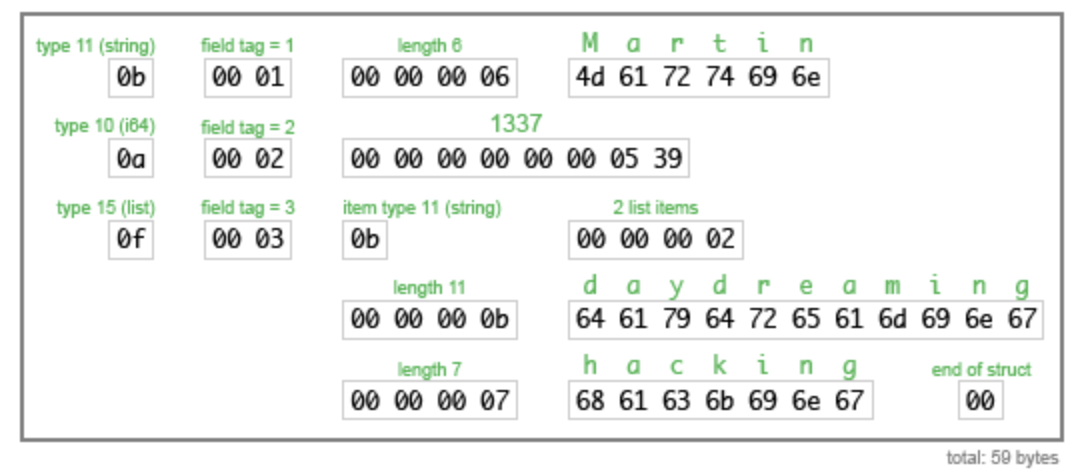 type 11 (string) field tag = 1 length 6 M a r t i n
0b 00 01 00 00 00 06 4d 61 72 74 69 6e
type 10 (i64) field tag = 2 1337
0a 00 02 00 00 00 00 00 00 05 39
type 15 (list) field tag = 3 item type 11 (string) 2 list items
0f 00 03 0b 00 00 00 02
length 11 d a y d r e a m i n g
00 00 00 0b 64 61 79 64 72 65 61 6d 69 6e 67
length 7 h a c k i n g end of struct
00 00 00 07 68 61 63 6b 69 6e 67 00
total: 59 bytes